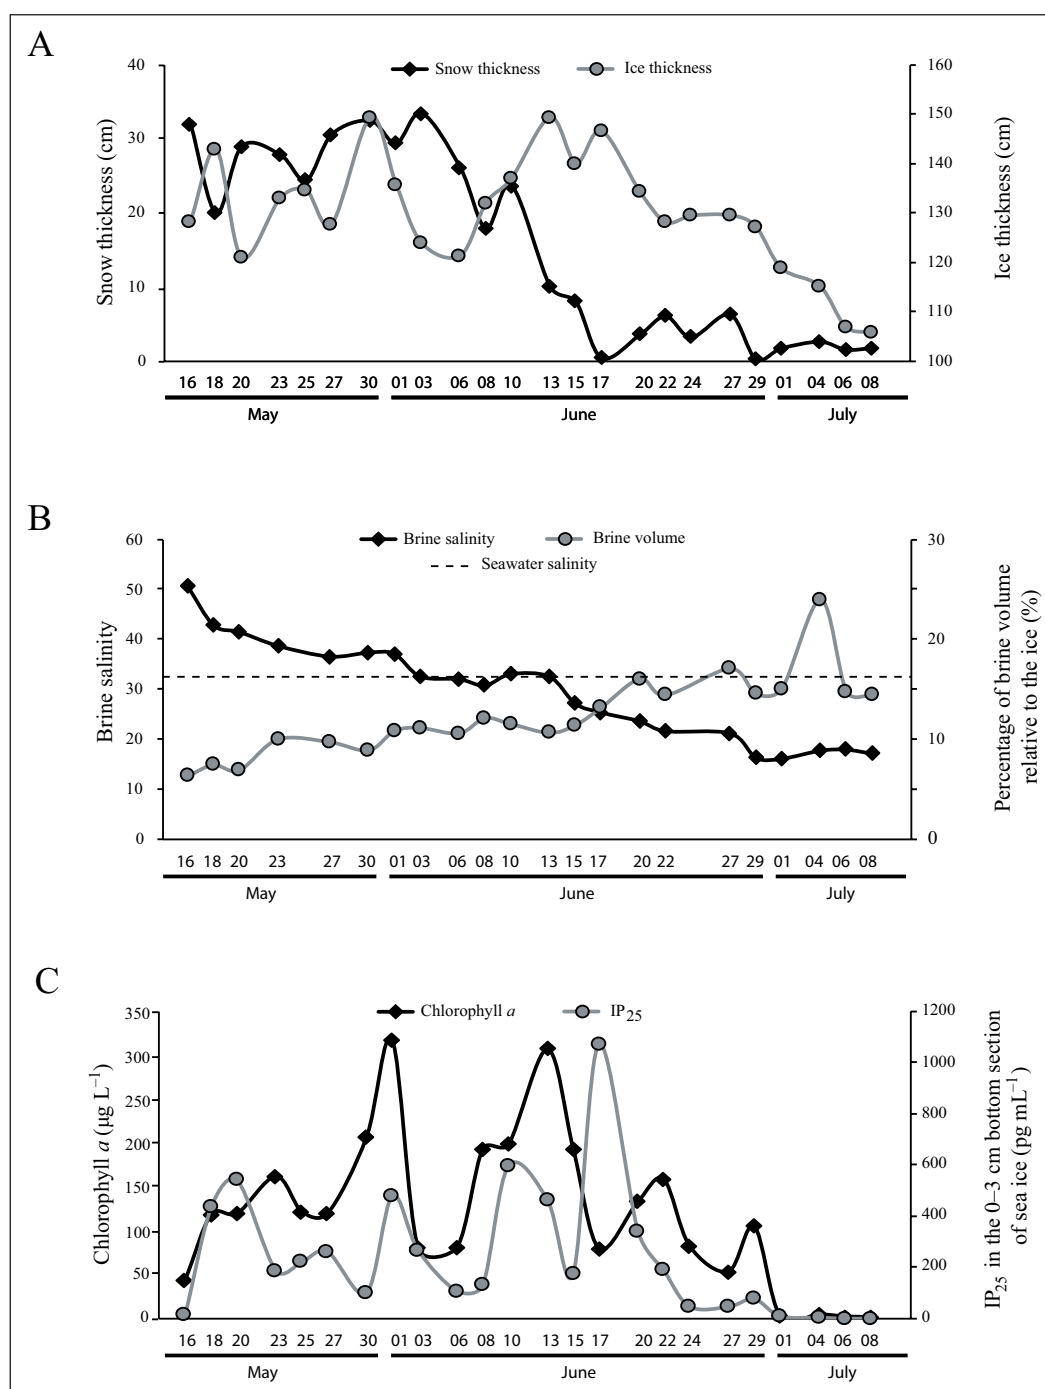 A
Snow thickness
Ice thickness
40
30
20
10
0
Snow thickness (cm)
160
150
140
130
120
110
100
Ice thickness (cm)
16 18 20 23 25 27 30 01 03 06 08 10 13 15 17 20 22 24 27 29 01 04 06 08
May June July
B
Brine salinity
Brine volume
Seawater salinity
60
50
40
30
20
10
0
Brine salinity
30
20
10
0
Percentage of brine volume
relative to the ice (%)
16 18 20 23 27 30 01 03 06 08 10 13 15 17 20 22 27 29 01 04 06 08
May June July
C
Chlorophyll a
IP25
350
300
250
200
150
100
50
0
Chlorophyll a (µg L⁻¹)
1200
1000
800
600
400
200
0
IP25 in the 0–3 cm bottom section
of sea ice (pg mL⁻¹)
16 18 20 23 25 27 30 01 03 06 08 10 13 15 17 20 22 24 27 29 01 04 06 08
May June July